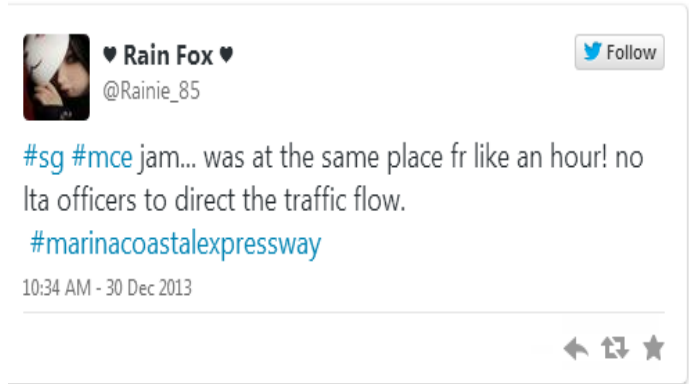 ♥ Rain Fox ♥
Follow
@Rainie_85
#sg #mce jam... was at the same place fr like an hour! no
lta officers to direct the traffic flow.
#marinacoastalexpressway
10:34 AM - 30 Dec 2013